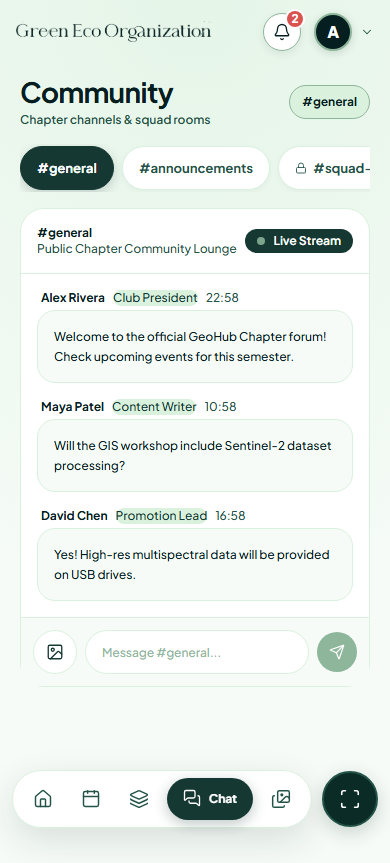 Green Eco Organization
2
A
Community
Chapter channels & squad rooms
#general
#general
#announcements
#squad-
#general
Public Chapter Community Lounge
Live Stream
Alex Rivera Club President 22:58
Welcome to the official GeoHub Chapter forum!
Check upcoming events for this semester.
Maya Patel Content Writer 10:58
Will the GIS workshop include Sentinel-2 dataset
processing?
David Chen Promotion Lead 16:58
Yes! High-res multispectral data will be provided
on USB drives.
Message #general...
Chat